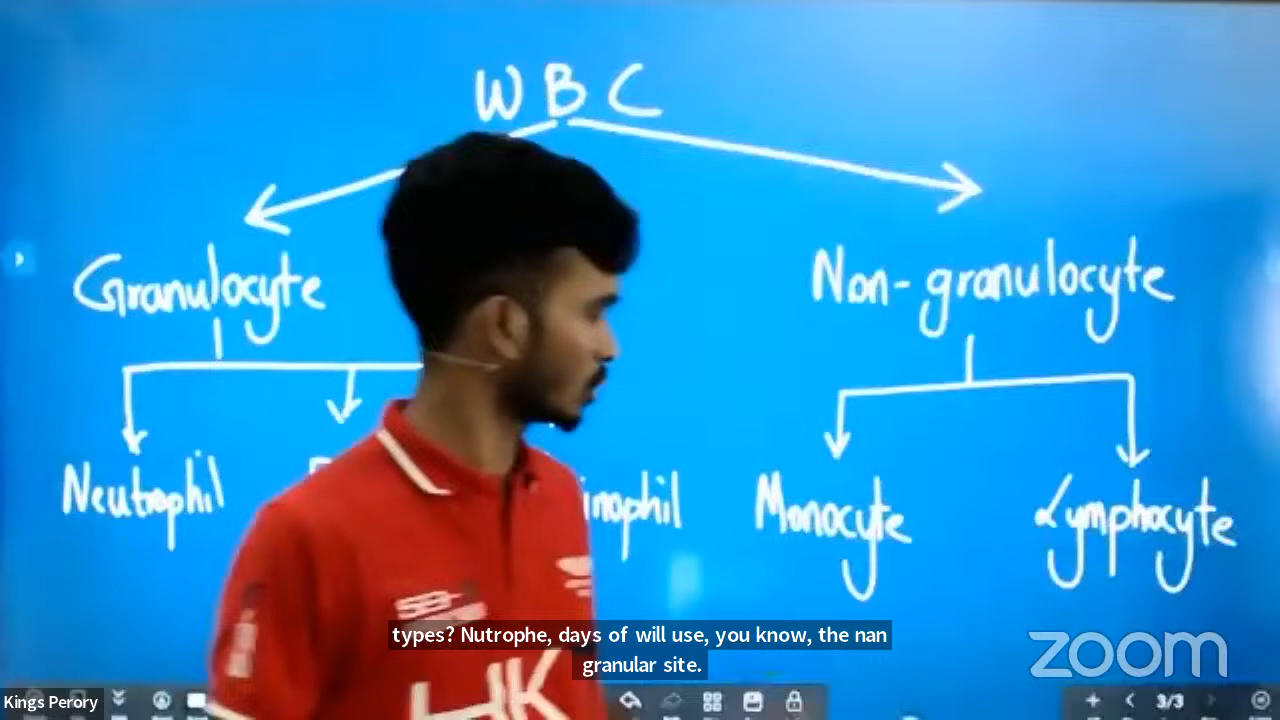 WBC
Granulocyte
Non-granulocyte
Neutrophil
Monocyte
Lymphocyte
types? Nutrophe, days of will use, you know, the nan
granular site.
HK
zoom
Kings Perory
3/3